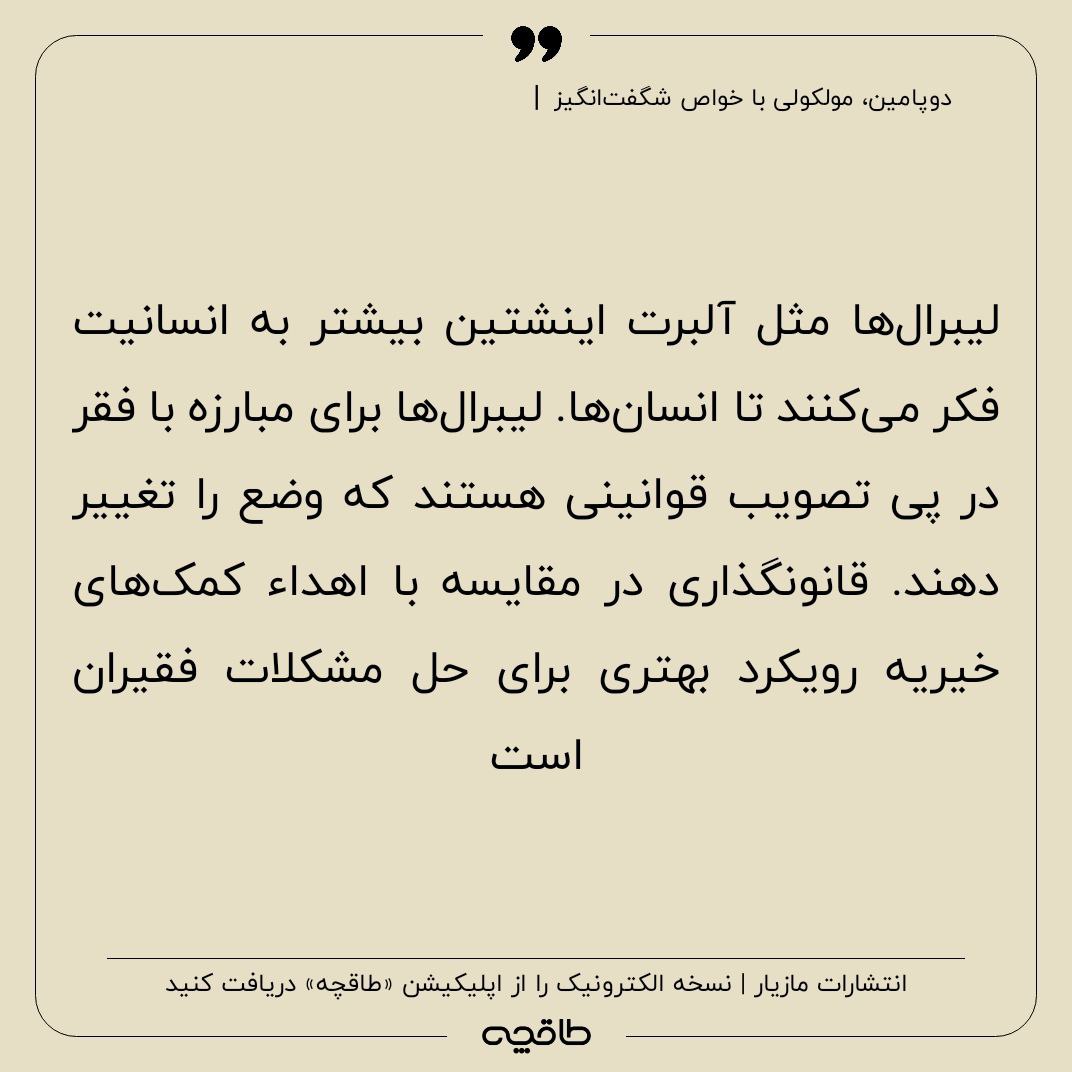 دوپامین، مولکولی با خواص شگفت‌انگیز |
لیبرال‌ها مثل آلبرت اینشتین بیشتر به انسانیت
فکر می‌کنند تا انسان‌ها. لیبرال‌ها برای مبارزه با فقر
در پی تصویب قوانینی هستند که وضع را تغییر
دهند. قانونگذاری در مقایسه با اهداء کمک‌های
خیریه رویکرد بهتری برای حل مشکلات فقیران
است
انتشارات مازیار | نسخه الکترونیک را از اپلیکیشن «طاقچه» دریافت کنید
طاقچه